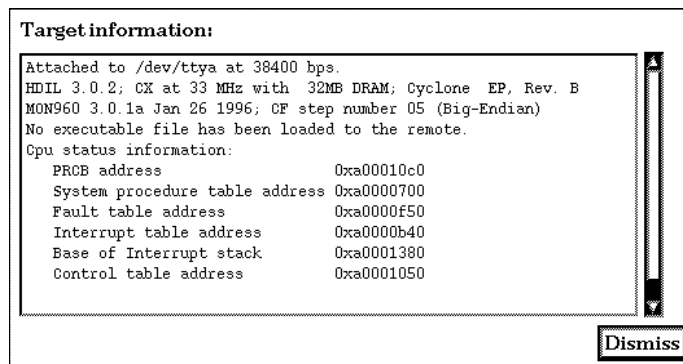 Target information:
Attached to /dev/ttya at 38400 bps.
HDIL 3.0.2; CX at 33 MHz with 32MB DRAM; Cyclone EP, Rev. B
MON960 3.0.1a Jan 26 1996; CF step number 05 (Big-Endian)
No executable file has been loaded to the remote.
Cpu status information:
PRCB address 0xa00010c0
System procedure table address 0xa0000700
Fault table address 0xa0000f50
Interrupt table address 0xa0000b40
Base of Interrupt stack 0xa0001380
Control table address 0xa0001050
Dismiss